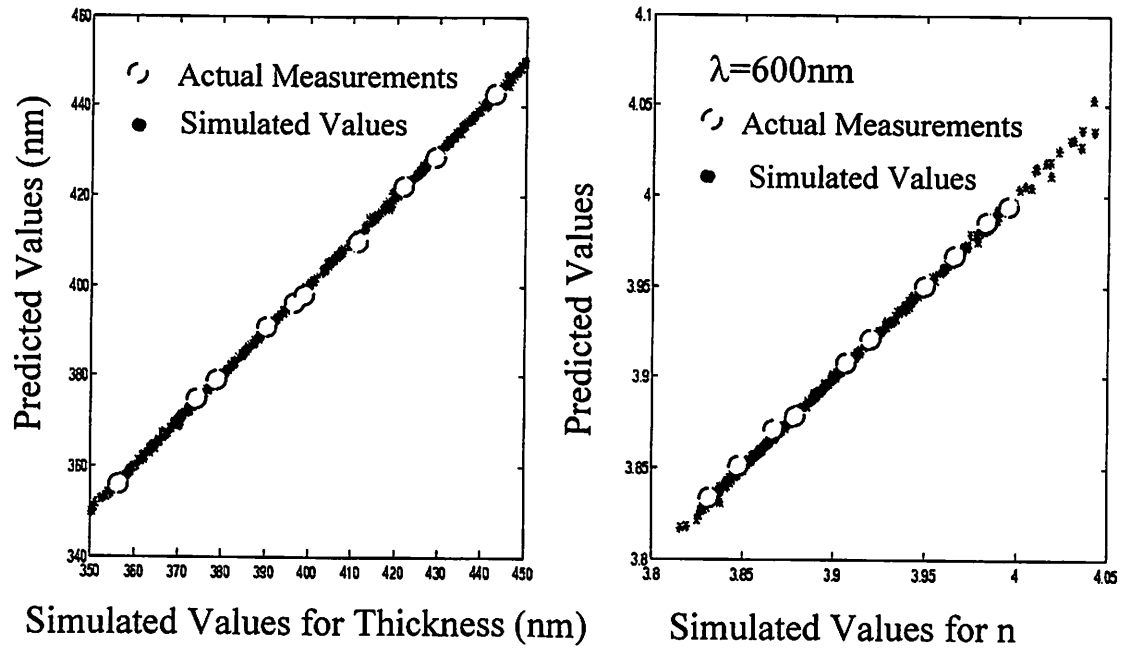 Predicted Values (nm)
460
440
420
400
380
360
340
Actual Measurements
Simulated Values
350 360 370 380 390 400 410 420 430 440 450
Simulated Values for Thickness (nm)
Predicted Values
4.1
4.05
4
3.95
3.9
3.85
3.8
λ=600nm
Actual Measurements
Simulated Values
3.8 3.85 3.9 3.95 4 4.05
Simulated Values for n